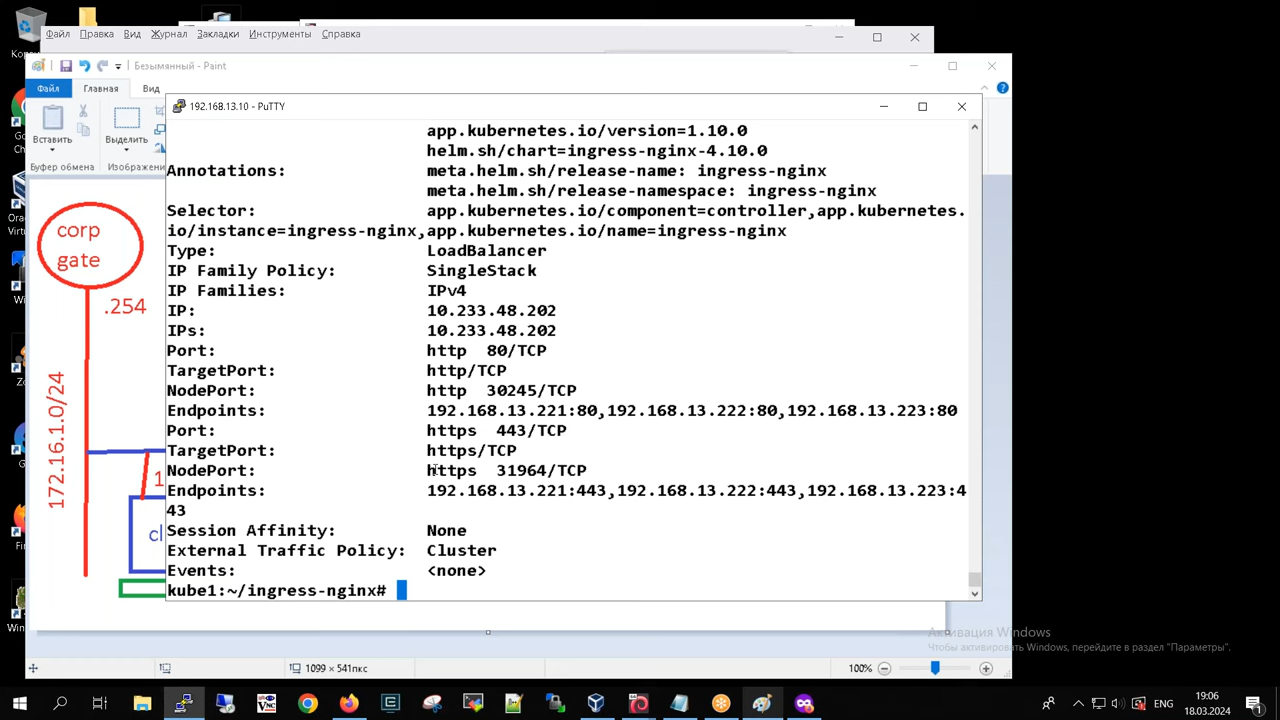 Файл Правка Вид Журнал Закладки Инструменты Справка
Безымянный - Paint
Файл Главная Вид
192.168.13.10 - PuTTY
Вставить
Выделить
Буфер обмена
corp
gate
.254
172.16.1.0/24
1
cl
app.kubernetes.io/version=1.10.0
helm.sh/chart=ingress-nginx-4.10.0
Annotations: meta.helm.sh/release-name: ingress-nginx
meta.helm.sh/release-namespace: ingress-nginx
Selector: app.kubernetes.io/component=controller,app.kubernetes.
io/instance=ingress-nginx,app.kubernetes.io/name=ingress-nginx
Type: LoadBalancer
IP Family Policy: SingleStack
IP Families: IPv4
IP: 10.233.48.202
IPs: 10.233.48.202
Port: http 80/TCP
TargetPort: http/TCP
NodePort: http 30245/TCP
Endpoints: 192.168.13.221:80,192.168.13.222:80,192.168.13.223:80
Port: https 443/TCP
TargetPort: https/TCP
NodePort: https 31964/TCP
Endpoints: 192.168.13.221:443,192.168.13.222:443,192.168.13.223:4
43
Session Affinity: None
External Traffic Policy: Cluster
Events: <none>
kube1:~/ingress-nginx#
Активация Windows
Чтобы активировать Windows, перейдите в раздел "Параметры".
1099 × 541пкс
100%
ENG
19:06
18.03.2024